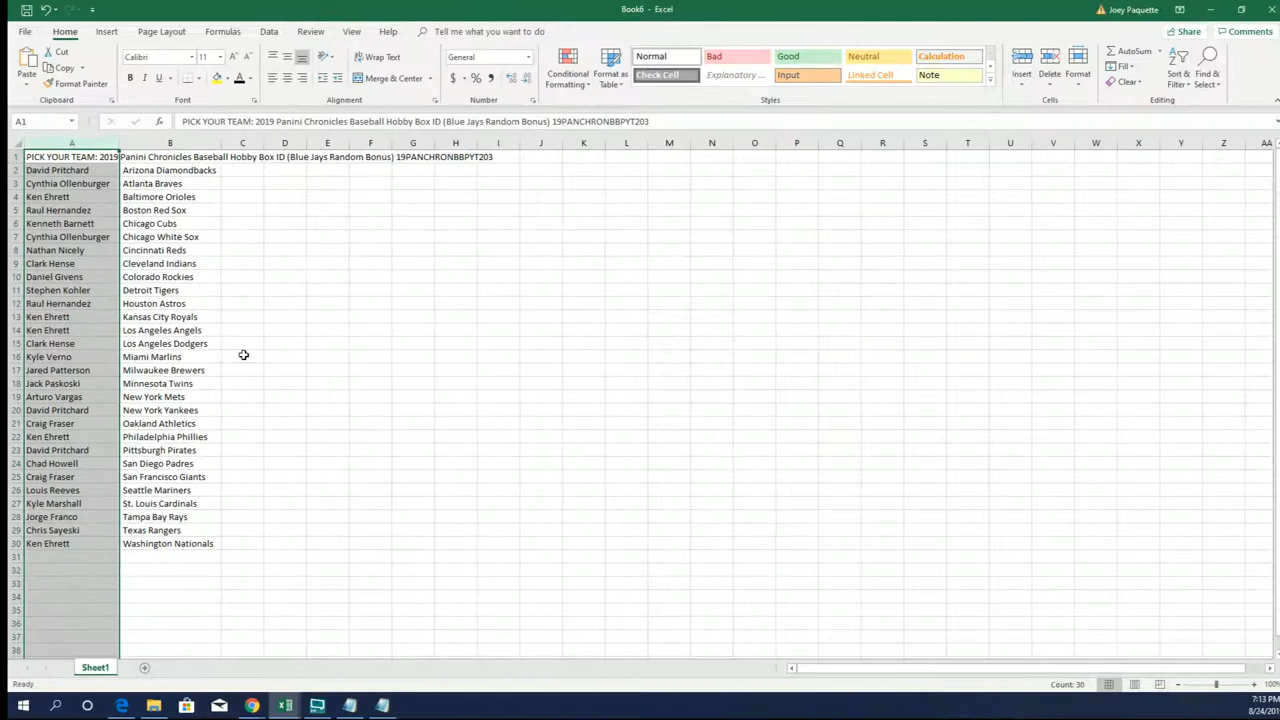 Book6 - Excel
Joey Paquette
File Home Insert Page Layout Formulas Data Review View Help Tell me what you want to do
Share Comments
Paste Cut Copy Format Painter
Clipboard
Calibri 11
B I U
Font
Wrap Text
Merge & Center
Alignment
General
$ % ,
Number
Conditional Formatting
Format as Table
Normal Bad Good Neutral Calculation
Check Cell Explanatory ... Input Linked Cell Note
Styles
Insert Delete Format
Cells
AutoSum
Fill
Clear
Sort & Filter
Find & Select
Editing
A1 fx PICK YOUR TEAM: 2019 Panini Chronicles Baseball Hobby Box ID (Blue Jays Random Bonus) 19PANCHRONBBPYT203
A B C D E F G H I J K L M N O P Q R S T U V W X Y Z AA
1 PICK YOUR TEAM: 2019 Panini Chronicles Baseball Hobby Box ID (Blue Jays Random Bonus) 19PANCHRONBBPYT203
2 David Pritchard Arizona Diamondbacks
3 Cynthia Ollenburger Atlanta Braves
4 Ken Ehrett Baltimore Orioles
5 Raul Hernandez Boston Red Sox
6 Kenneth Barnett Chicago Cubs
7 Cynthia Ollenburger Chicago White Sox
8 Nathan Nicely Cincinnati Reds
9 Clark Hense Cleveland Indians
10 Daniel Givens Colorado Rockies
11 Stephen Kohler Detroit Tigers
12 Raul Hernandez Houston Astros
13 Ken Ehrett Kansas City Royals
14 Ken Ehrett Los Angeles Angels
15 Clark Hense Los Angeles Dodgers
16 Kyle Verno Miami Marlins
17 Jared Patterson Milwaukee Brewers
18 Jack Paskoski Minnesota Twins
19 Arturo Vargas New York Mets
20 David Pritchard New York Yankees
21 Craig Fraser Oakland Athletics
22 Ken Ehrett Philadelphia Phillies
23 David Pritchard Pittsburgh Pirates
24 Chad Howell San Diego Padres
25 Craig Fraser San Francisco Giants
26 Louis Reeves Seattle Mariners
27 Kyle Marshall St. Louis Cardinals
28 Jorge Franco Tampa Bay Rays
29 Chris Sayeski Texas Rangers
30 Ken Ehrett Washington Nationals
31
32
33
34
35
36
37
38
Sheet1
Ready Count: 30 100%
7:13 PM
8/24/201